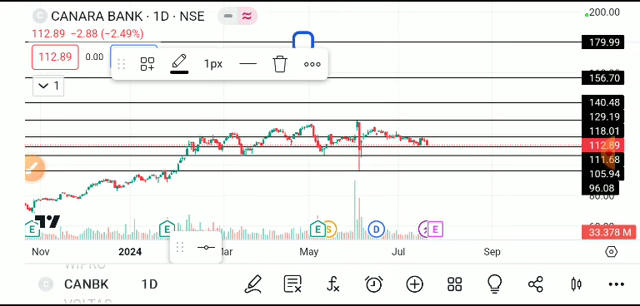 C CANARA BANK · 1D · NSE
200.00
112.89 −2.88 (−2.49%)
179.99
112.89 0.00
1px
156.70
1
140.48
129.19
118.01
112.89
111.68
105.94
96.08
80.00
33.378 M
E E E S D E
Nov 2024 Mar May Jul Sep
WIPRO
CANBK 1D
VOLTAS